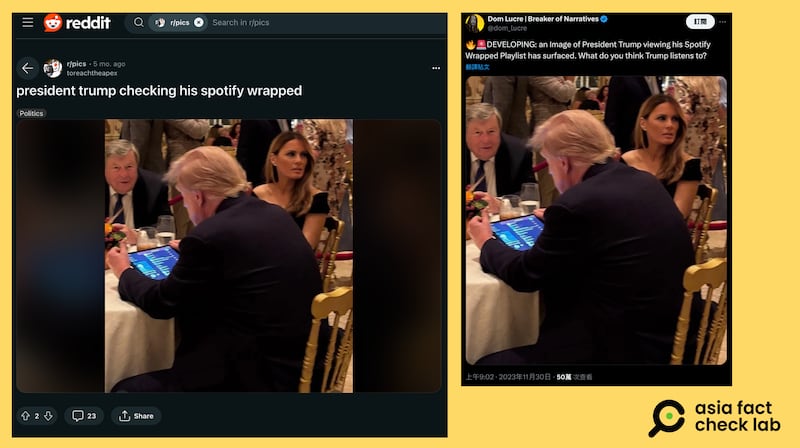 reddit
r/pics
Search in r/pics
r/pics • 5 mo. ago
toreachtheapex
president trump checking his spotify wrapped
Politics
2
23
Share
Dom Lucre | Breaker of Narratives
@dom_lucre
訂閱
🔥🚨DEVELOPING: an Image of President Trump viewing his Spotify
Wrapped Playlist has surfaced. What do you think Trump listens to?
翻譯貼文
上午9:02 · 2023年11月30日 · 50萬 次查看
asia fact
check lab